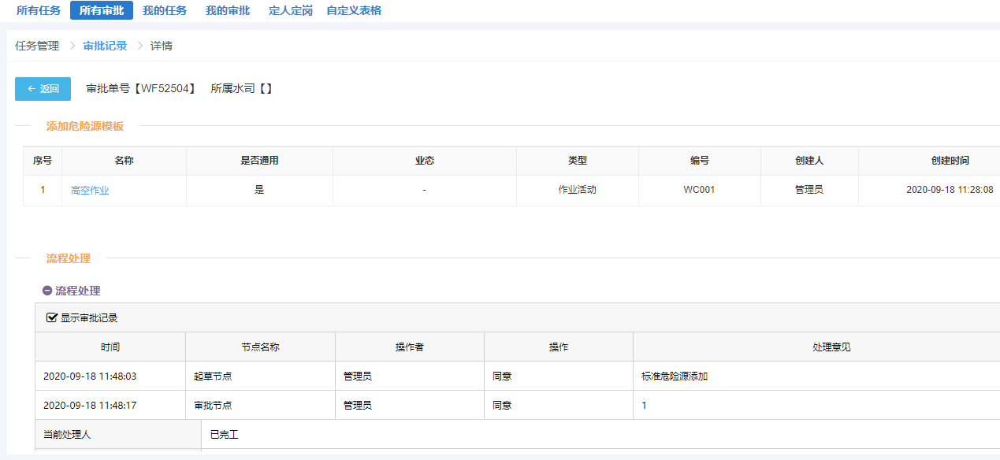 所有任务 所有审批 我的任务 我的审批 定人定岗 自定义表格
任务管理 > 审批记录 > 详情
← 返回 审批单号【WF52504】 所属水司【】
添加危险源模板
序号 名称 是否通用 业态 类型 编号 创建人 创建时间
1 高空作业 是 - 作业活动 WC001 管理员 2020-09-18 11:28:08
流程处理
流程处理
显示审批记录
时间 节点名称 操作者 操作 处理意见
2020-09-18 11:48:03 起草节点 管理员 同意 标准危险源添加
2020-09-18 11:48:17 审批节点 管理员 同意 1
当前处理人 已完工